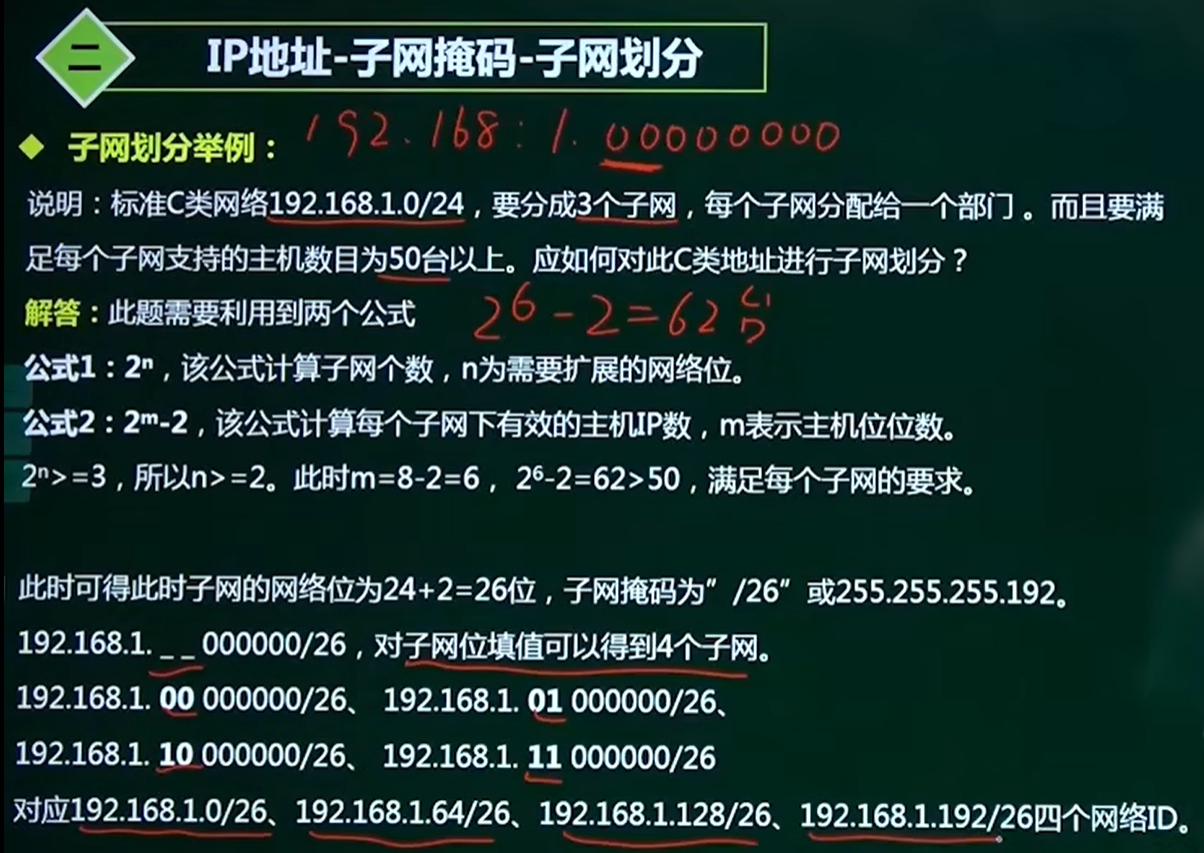 二
IP地址-子网掩码-子网划分
192.168.1.00000000
◆ 子网划分举例：
说明：标准C类网络192.168.1.0/24，要分成3个子网，每个子网分配给一个部门 。而且要满
足每个子网支持的主机数目为50台以上。应如何对此C类地址进行子网划分？
解答：此题需要利用到两个公式
2⁶-2=62
公式1：2ⁿ，该公式计算子网个数，n为需要扩展的网络位。
公式2：2ᵐ-2，该公式计算每个子网下有效的主机IP数，m表示主机位位数。
2ⁿ>=3，所以n>=2。此时m=8-2=6， 2⁶-2=62>50，满足每个子网的要求。
此时可得此时子网的网络位为24+2=26位，子网掩码为”/26”或255.255.255.192。
192.168.1. _ _ 000000/26，对子网位填值可以得到4个子网。
192.168.1. 00 000000/26、 192.168.1. 01 000000/26、
192.168.1. 10 000000/26、 192.168.1. 11 000000/26
对应192.168.1.0/26、192.168.1.64/26、192.168.1.128/26、192.168.1.192/26四个网络ID。